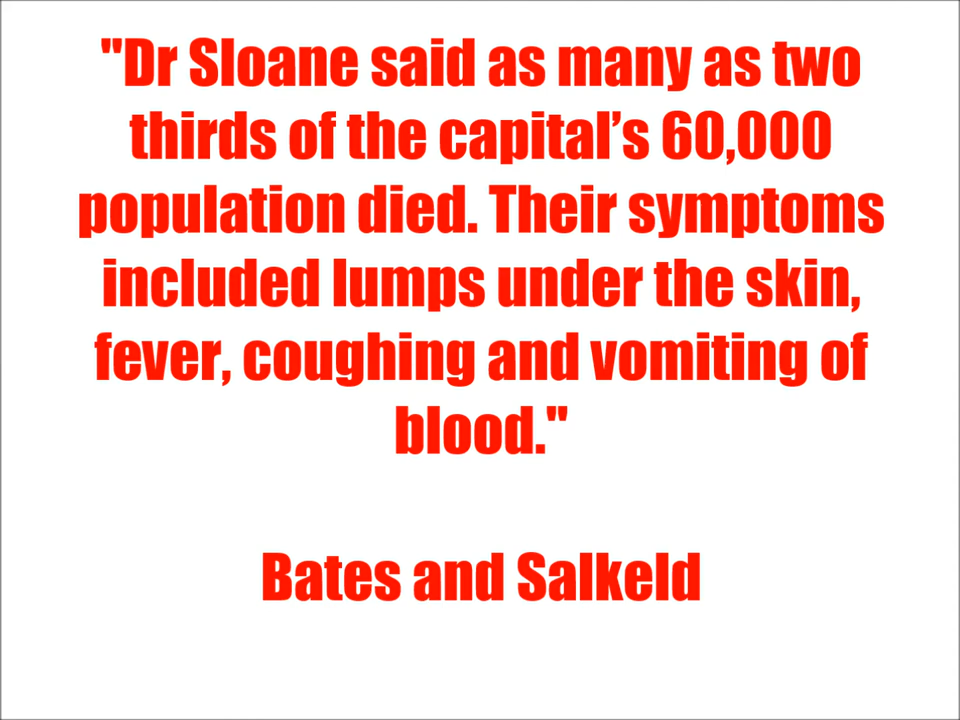 "Dr Sloane said as many as two
thirds of the capital’s 60,000
population died. Their symptoms
included lumps under the skin,
fever, coughing and vomiting of
blood."
Bates and Salkeld